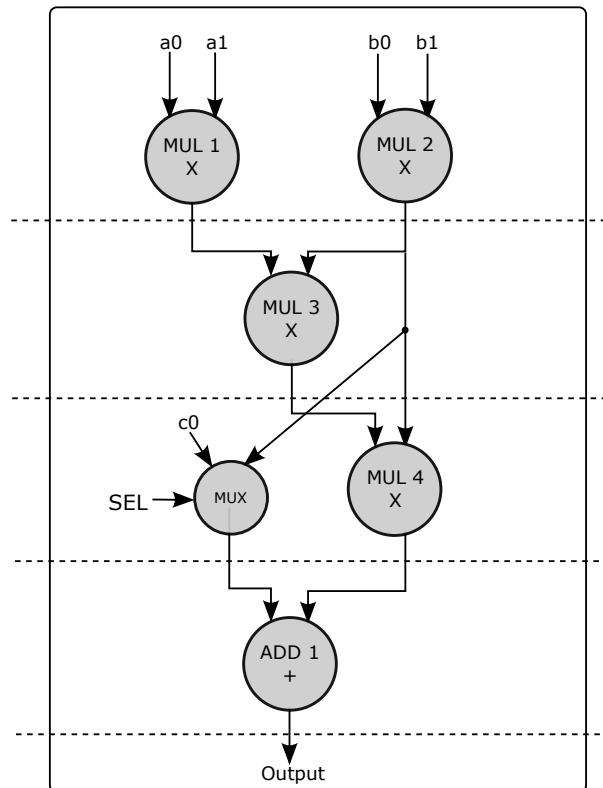 a0 a1 b0 b1
MUL 1
X
MUL 2
X
MUL 3
X
c0
SEL
MUX
MUL 4
X
ADD 1
+
Output